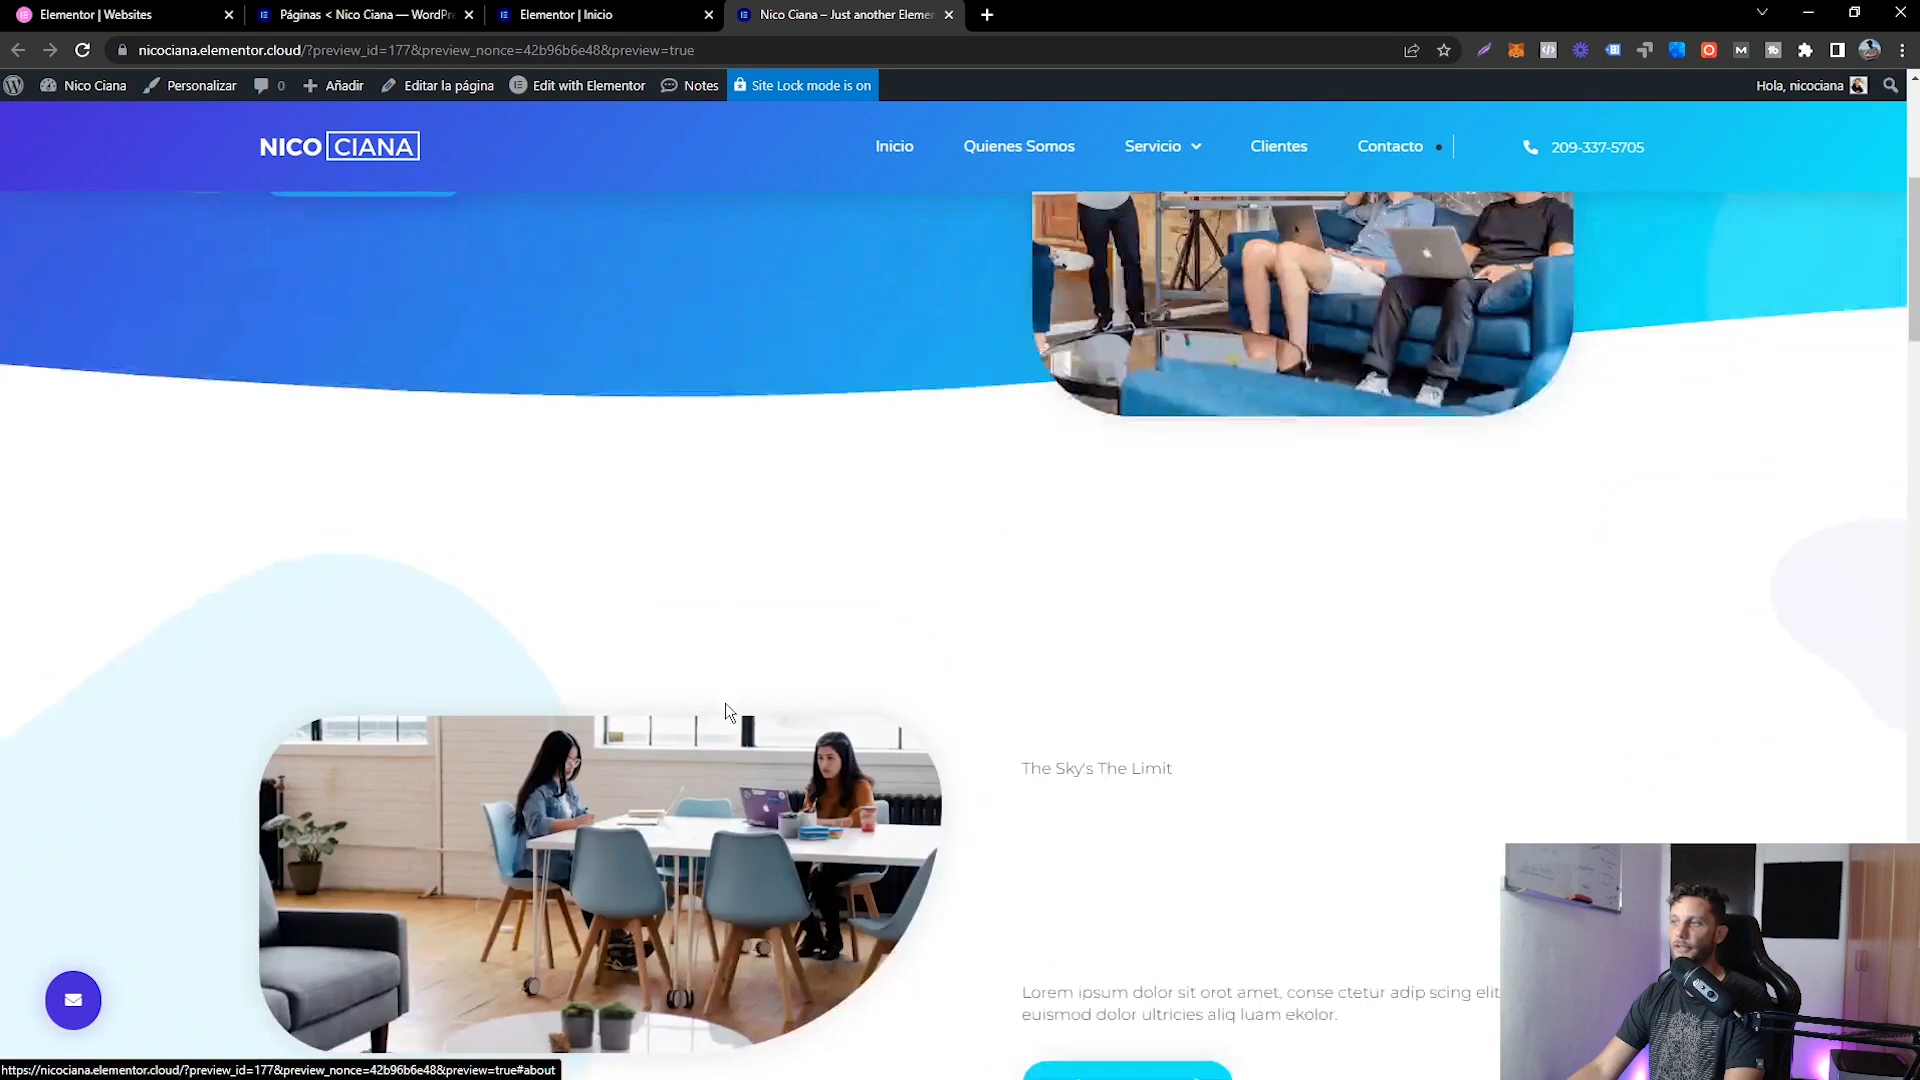 Elementor | Websites
Páginas < Nico Ciana — WordPre
Elementor | Inicio
Nico Ciana – Just another Elemen
nicociana.elementor.cloud/?preview_id=177&preview_nonce=42b96b6e48&preview=true
Nico Ciana
Personalizar
0
Añadir
Editar la página
Edit with Elementor
Notes
Site Lock mode is on
Hola, nicociana
NICO CIANA
Inicio
Quienes Somos
Servicio
Clientes
Contacto
209-337-5705
The Sky's The Limit
Lorem ipsum dolor sit orot amet, conse ctetur adip scing elit
euismod dolor ultricies aliq luam ekolor.
https://nicociana.elementor.cloud/?preview_id=177&preview_nonce=42b96b6e48&preview=true#about